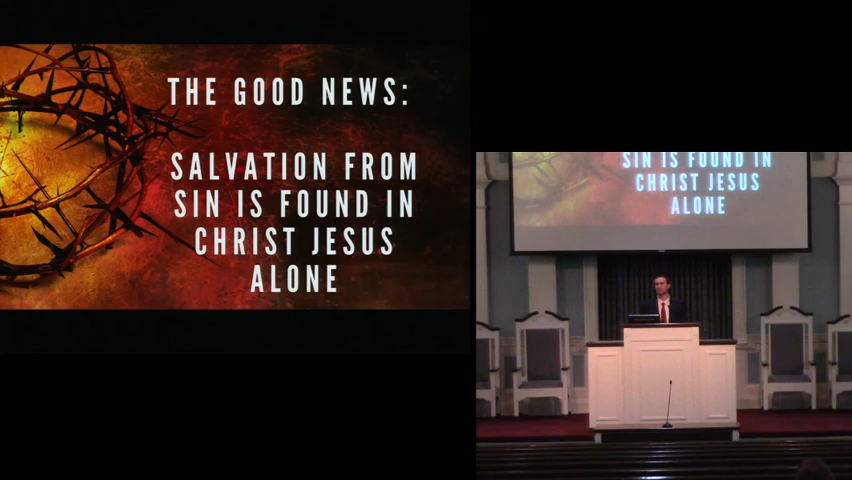 THE GOOD NEWS:
SALVATION FROM
SIN IS FOUND IN
CHRIST JESUS
ALONE
SIN IS FOUND IN
CHRIST JESUS
ALONE